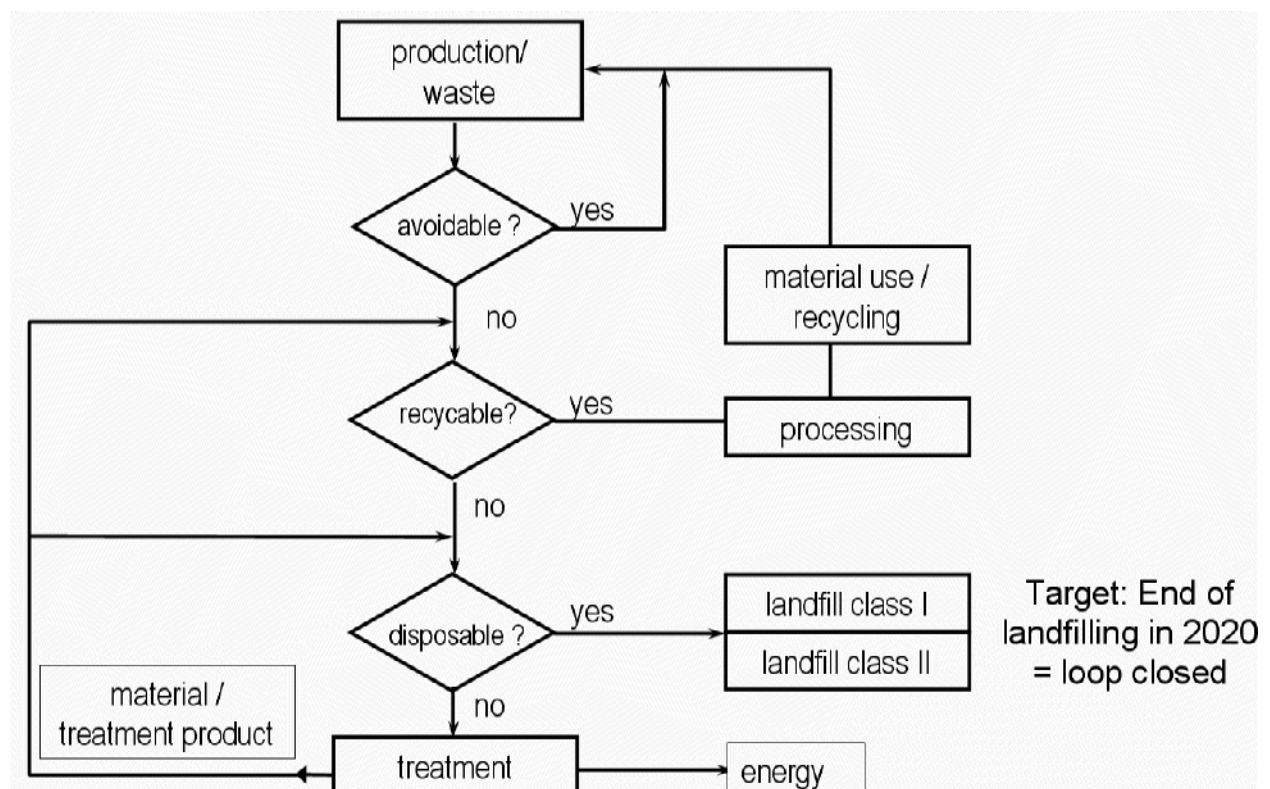 production/
waste
avoidable ?
yes
no
material use /
recycling
recycable?
yes
processing
no
disposable ?
yes
landfill class I
landfill class II
Target: End of
landfilling in 2020
= loop closed
no
material /
treatment product
treatment
energy